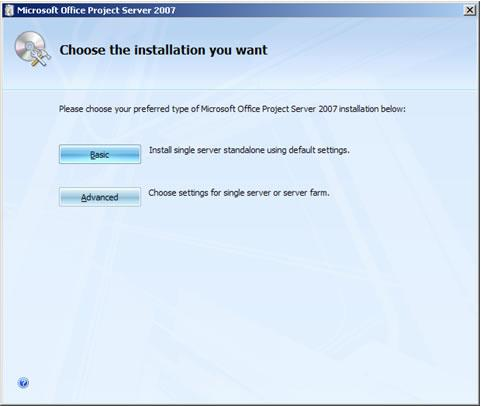 Microsoft Office Project Server 2007
Choose the installation you want
Please choose your preferred type of Microsoft Office Project Server 2007 installation below:
Basic
Install single server standalone using default settings.
Advanced
Choose settings for single server or server farm.
?